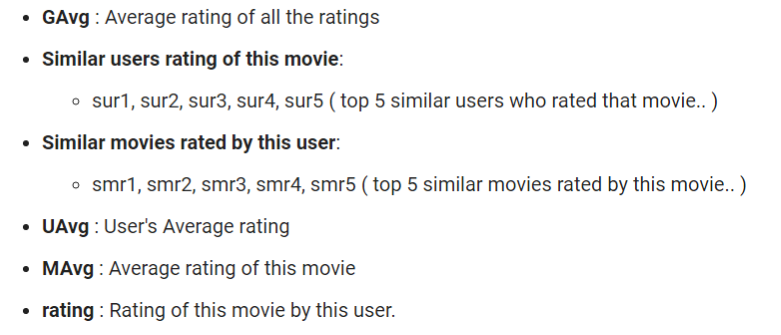 GAvg : Average rating of all the ratings
Similar users rating of this movie:
sur1, sur2, sur3, sur4, sur5 ( top 5 similar users who rated that movie.. )
Similar movies rated by this user:
smr1, smr2, smr3, smr4, smr5 ( top 5 similar movies rated by this movie.. )
UAvg : User's Average rating
MAvg : Average rating of this movie
rating : Rating of this movie by this user.